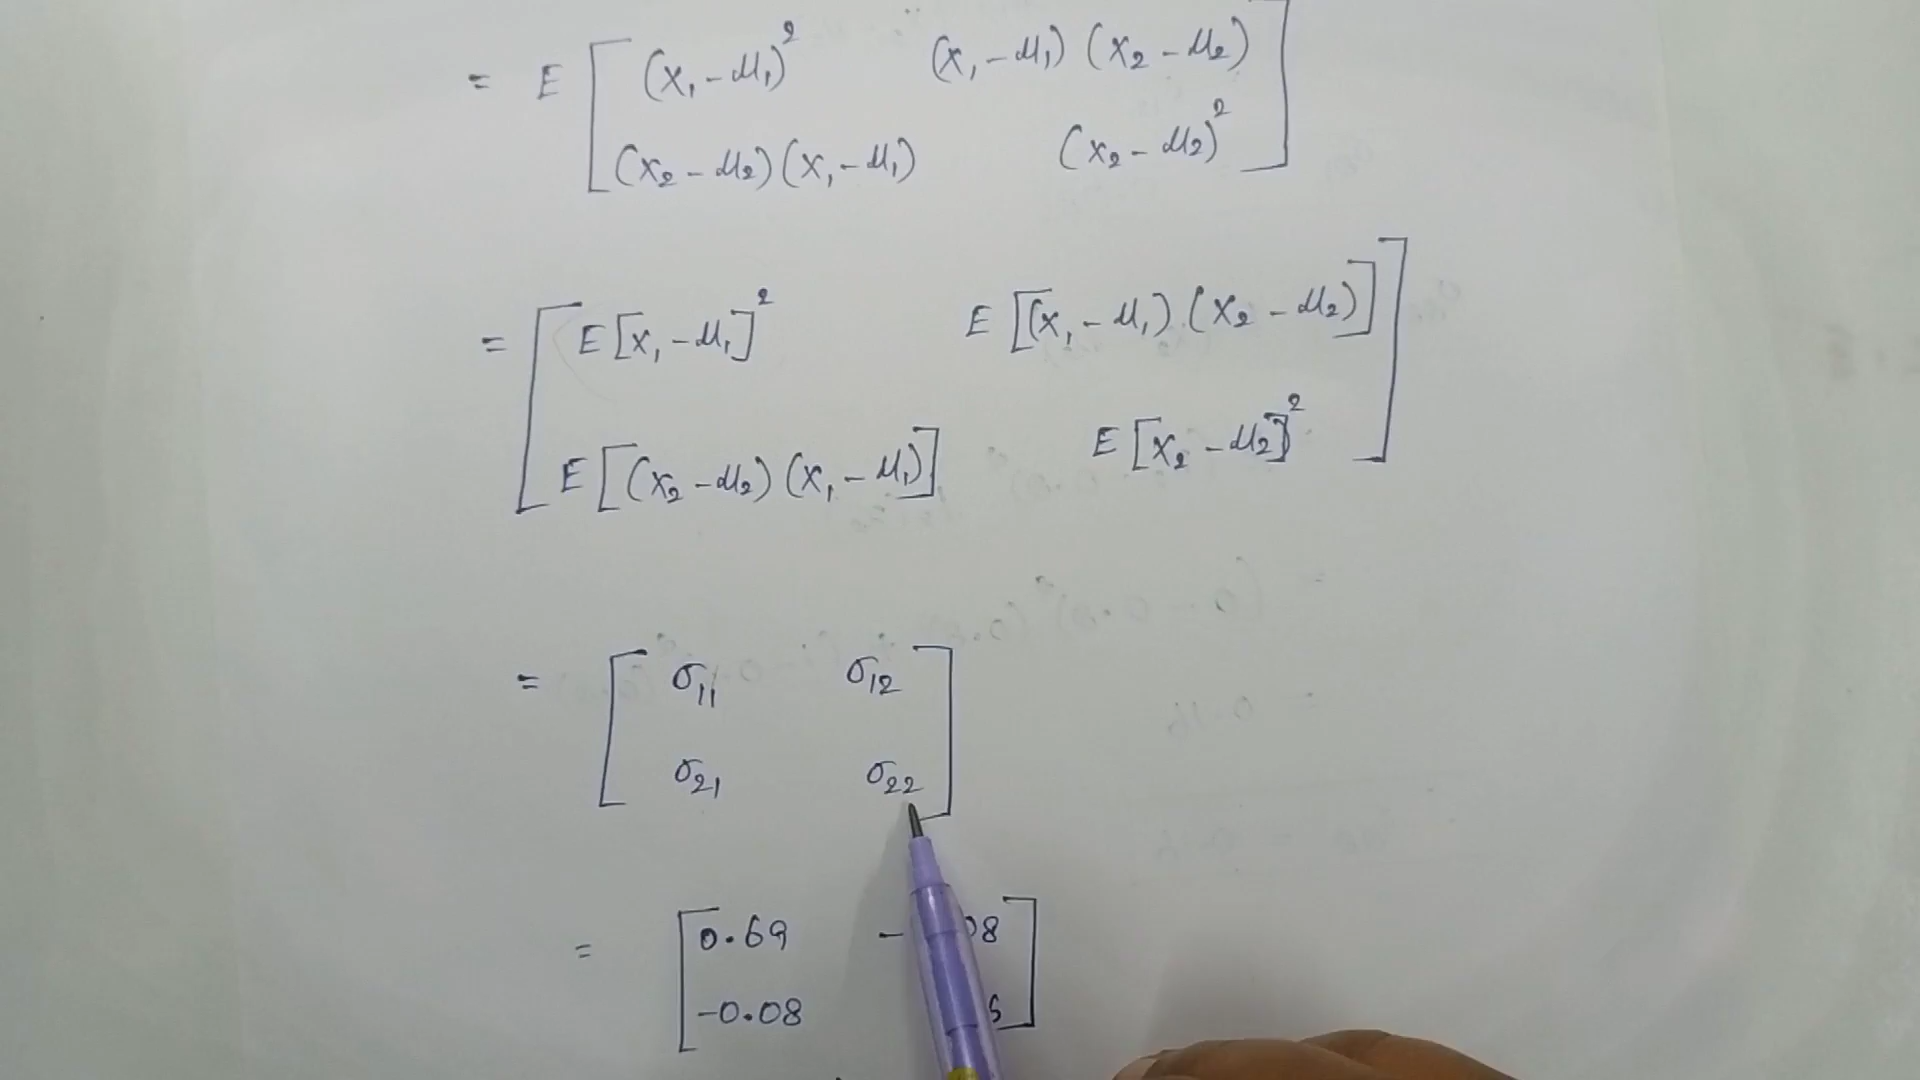 = E [ (x₁ - μ₁)² (x₁ - μ₁) (x₂ - μ₂)
(x₂ - μ₂) (x₁ - μ₁) (x₂ - μ₂)² ]
= [ E [x₁ - μ₁]² E [(x₁ - μ₁) (x₂ - μ₂)]
E [(x₂ - μ₂) (x₁ - μ₁)] E [x₂ - μ₂]² ]
= [ σ₁₁ σ₁₂
σ₂₁ σ₂₂ ]
= [ 0.69 - 08
-0.08 ]